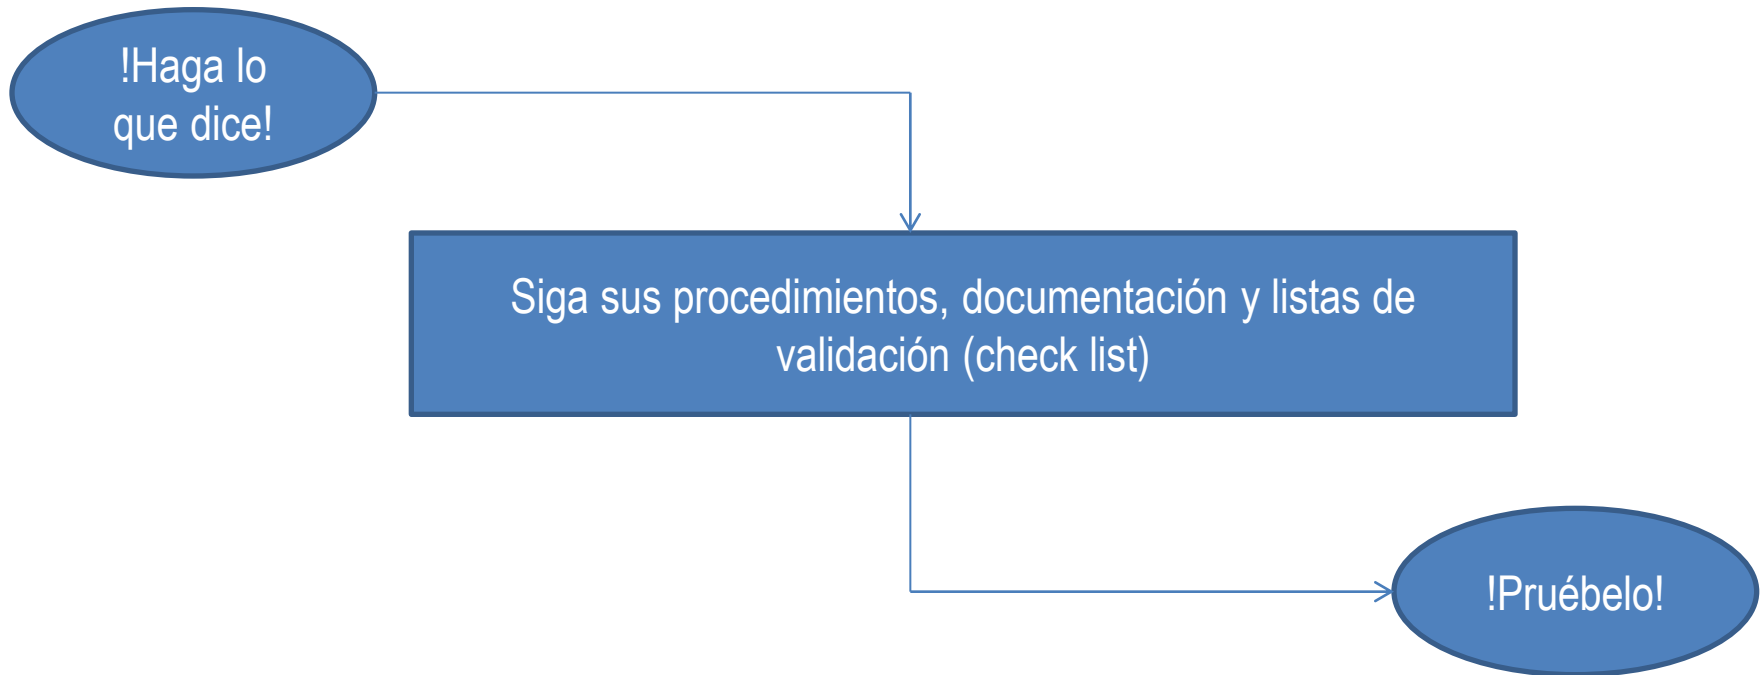 !Haga lo
que dice!
Siga sus procedimientos, documentación y listas de
validación (check list)
!Pruébelo!